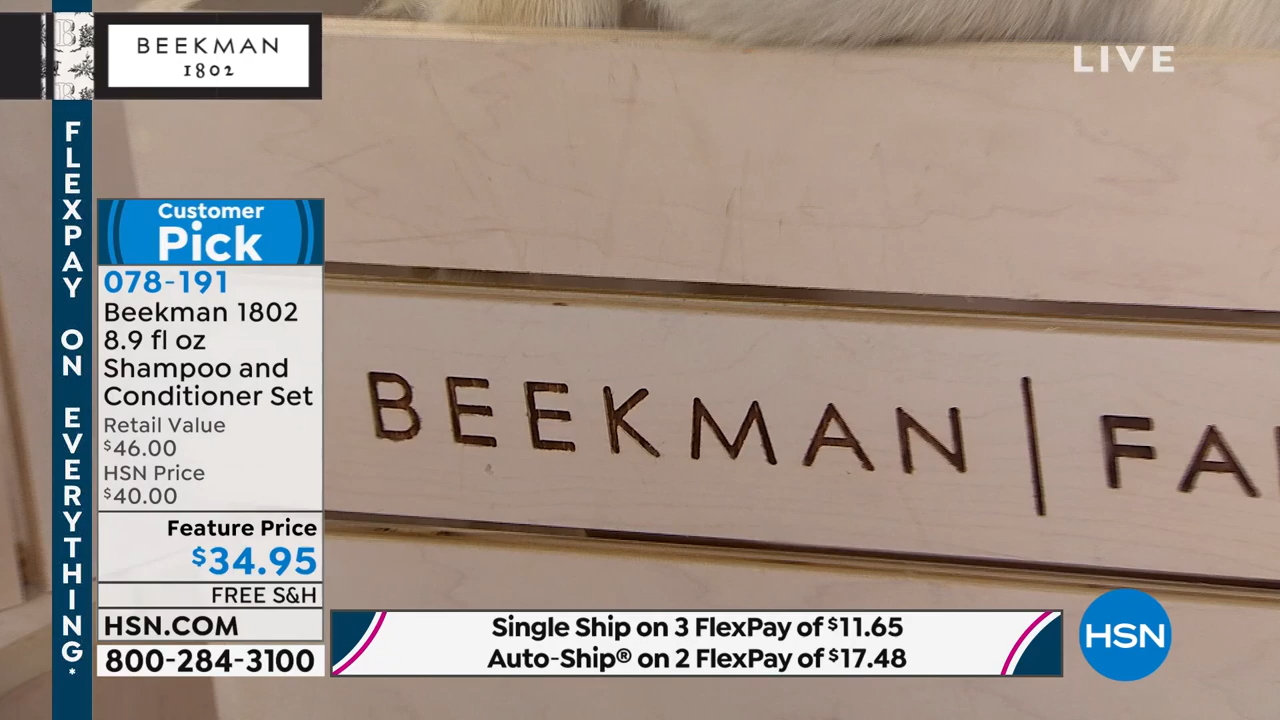 BEEKMAN
1802
LIVE
FLEXPAY ON EVERYTHING*
Customer
Pick
078-191
Beekman 1802
8.9 fl oz
Shampoo and
Conditioner Set
Retail Value
$46.00
HSN Price
$40.00
Feature Price
$34.95
FREE S&H
HSN.COM
800-284-3100
BEEKMAN | FA
Single Ship on 3 FlexPay of $11.65
Auto-Ship® on 2 FlexPay of $17.48
HSN